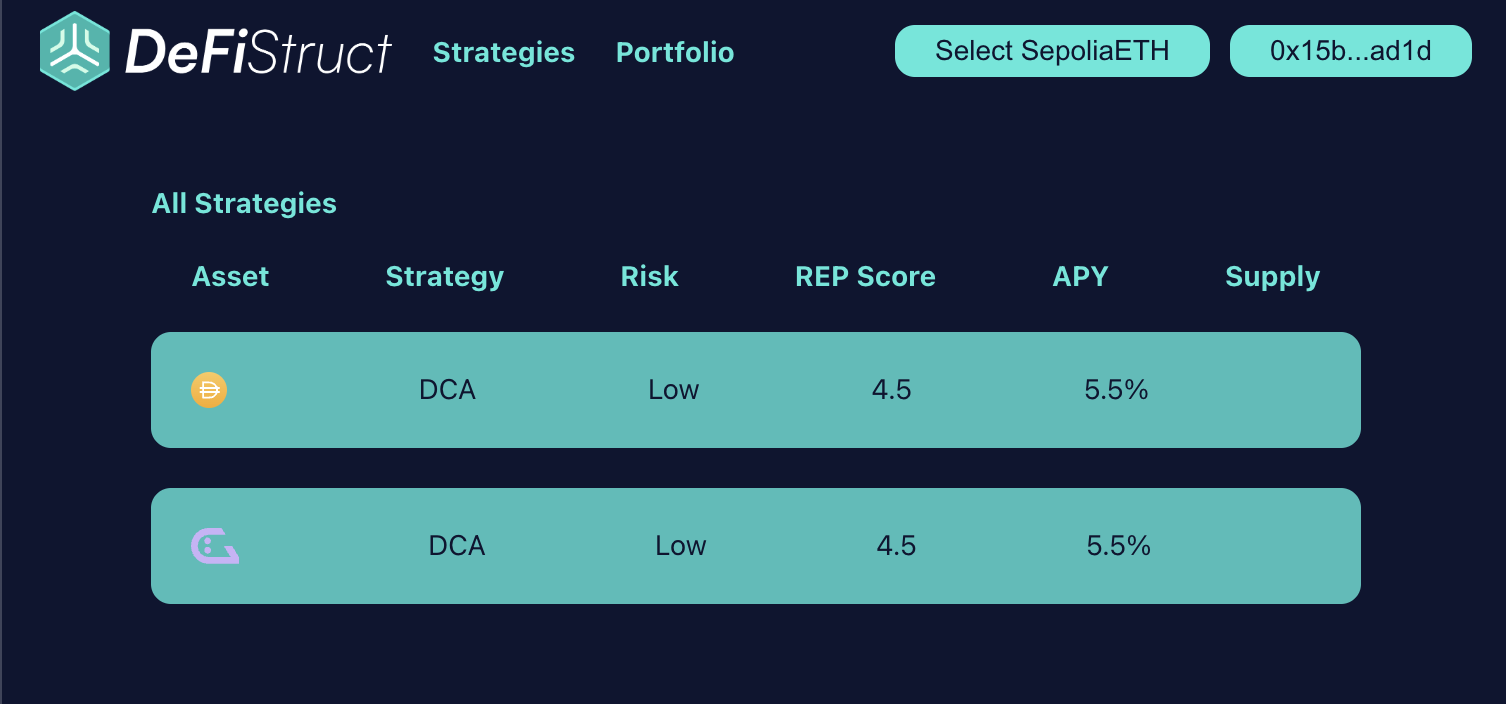 DeFiStruct Strategies Portfolio Select SepoliaETH 0x15b...ad1d
All Strategies
Asset Strategy Risk REP Score APY Supply
DCA Low 4.5 5.5%
DCA Low 4.5 5.5%